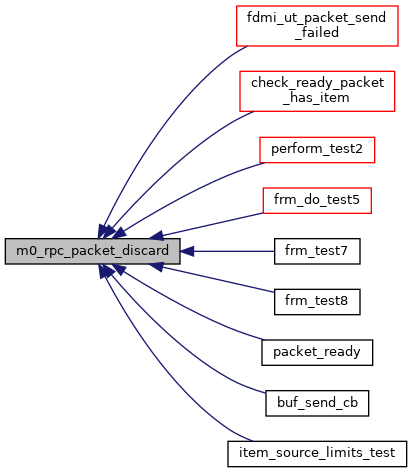 fdmi_ut_packet_send
_failed
check_ready_packet
_has_item
perform_test2
frm_do_test5
m0_rpc_packet_discard
frm_test7
frm_test8
packet_ready
buf_send_cb
item_source_limits_test